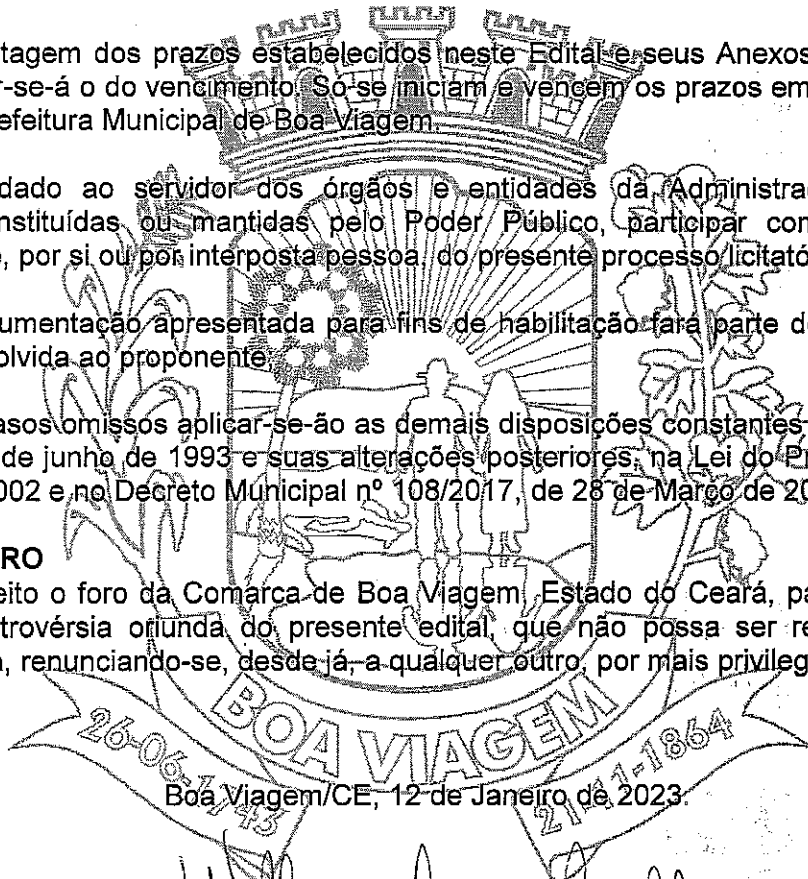 tagem dos prazos estabelecidos neste Edital e seus Anexos
r-se-á o do vencimento. Só se iniciam e vencem os prazos em
efeitura Municipal de Boa Viagem.
dado ao servidor dos órgãos e entidades da Administra
nstituídas ou mantidas pelo Poder Público, participar com
, por si ou por interposta pessoa, do presente processo licitató
umentação apresentada para fins de habilitação fará parte d
olvida ao proponente.
asos omissos aplicar-se-ão as demais disposições constantes
de junho de 1993 e suas alterações posteriores, na Lei do Pr
002 e no Decreto Municipal nº 108/2017, de 28 de Março de 20
RO
eito o foro da Comarca de Boa Viagem, Estado do Ceará, pa
trovérsia oriunda do presente edital, que não possa ser re
a, renunciando-se, desde já, a qualquer outro, por mais privileg
BOA VIAGEM
26-06-1743
21-11-1864
Boa Viagem/CE, 12 de Janeiro de 2023.